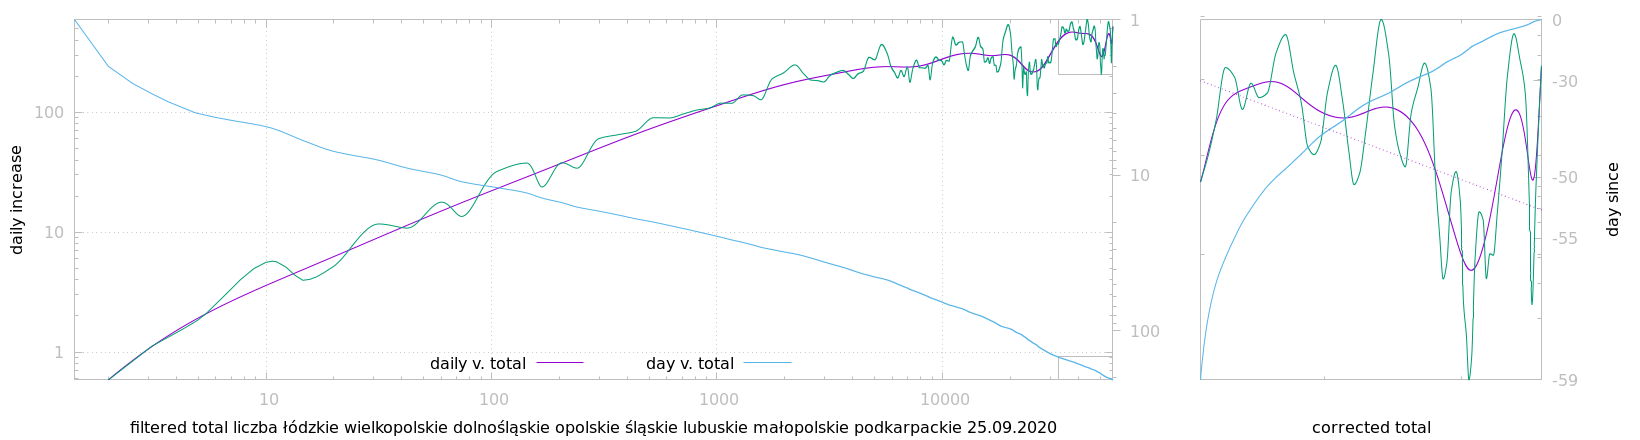 daily increase
100
10
1
10
100
1000
10000
1
10
100
daily v. total
day v. total
filtered total liczba łódzkie wielkopolskie dolnośląskie opolskie śląskie lubuskie małopolskie podkarpackie 25.09.2020
0
-30
-50
-55
-59
day since
corrected total